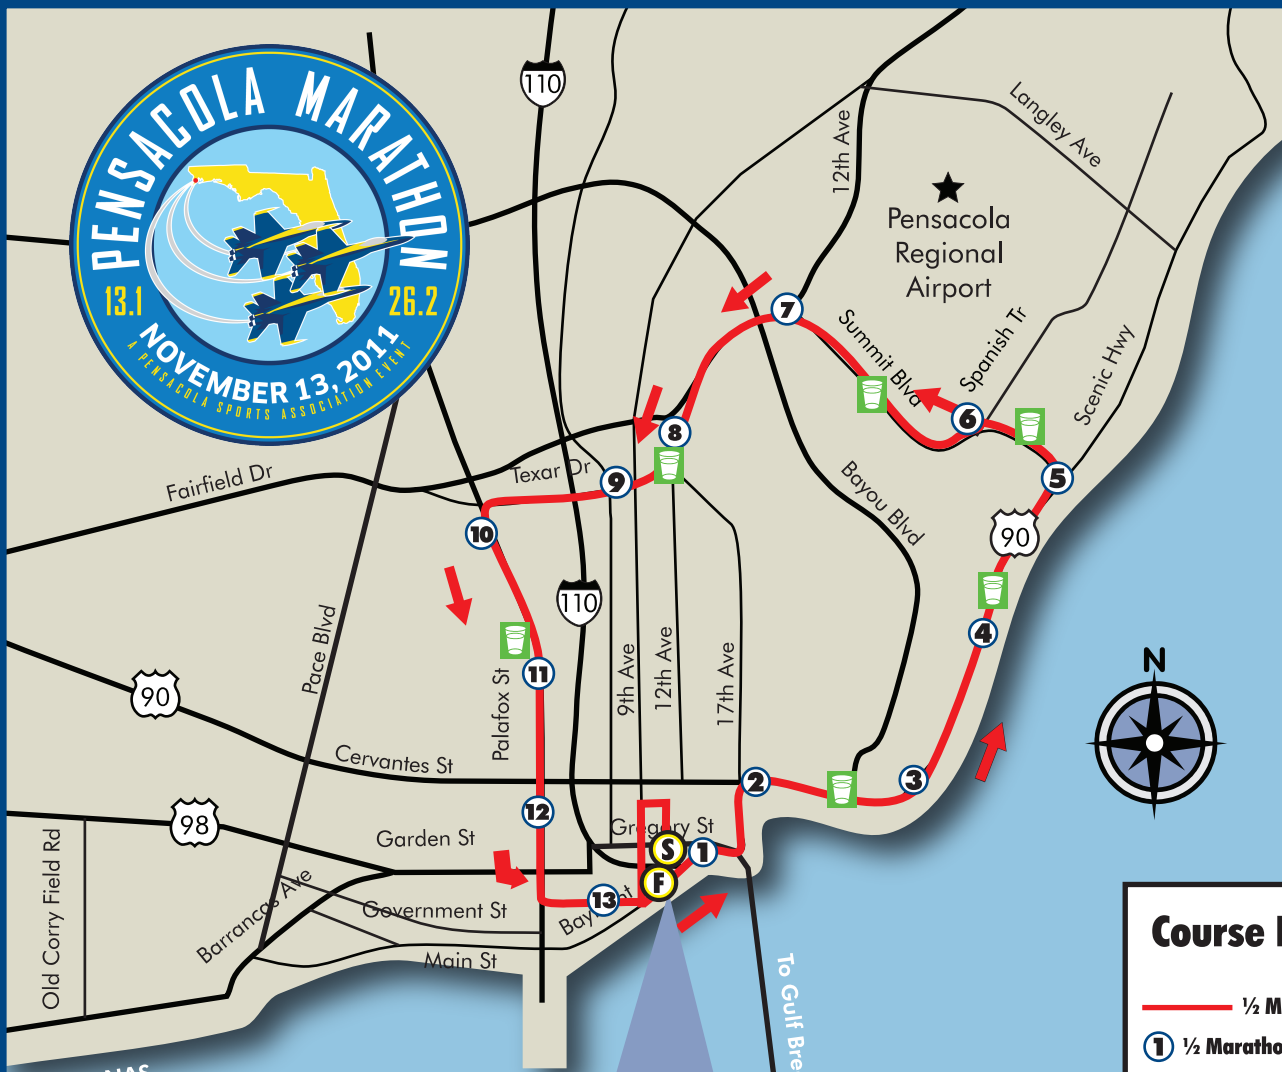 PENSACOLA MARATHON
13.1
26.2
NOVEMBER 13, 2011
A PENSACOLA SPORTS ASSOCIATION EVENT
110
12th Ave
Langley Ave
Pensacola
Regional
Airport
7
Summit Blvd
Spanish Tr
Scenic Hwy
6
8
5
Fairfield Dr
Texar Dr
9
10
Bayou Blvd
90
110
4
Pace Blvd
11
Palafox St
9th Ave
12th Ave
17th Ave
N
90
Cervantes St
2
3
98
12
Garden St
Gregory St
S
1
F
Old Corry Field Rd
Barrancas Ave
Government St
13
Main St
To Gulf Bre
Course
½ M
1
½ Maratho
NAS